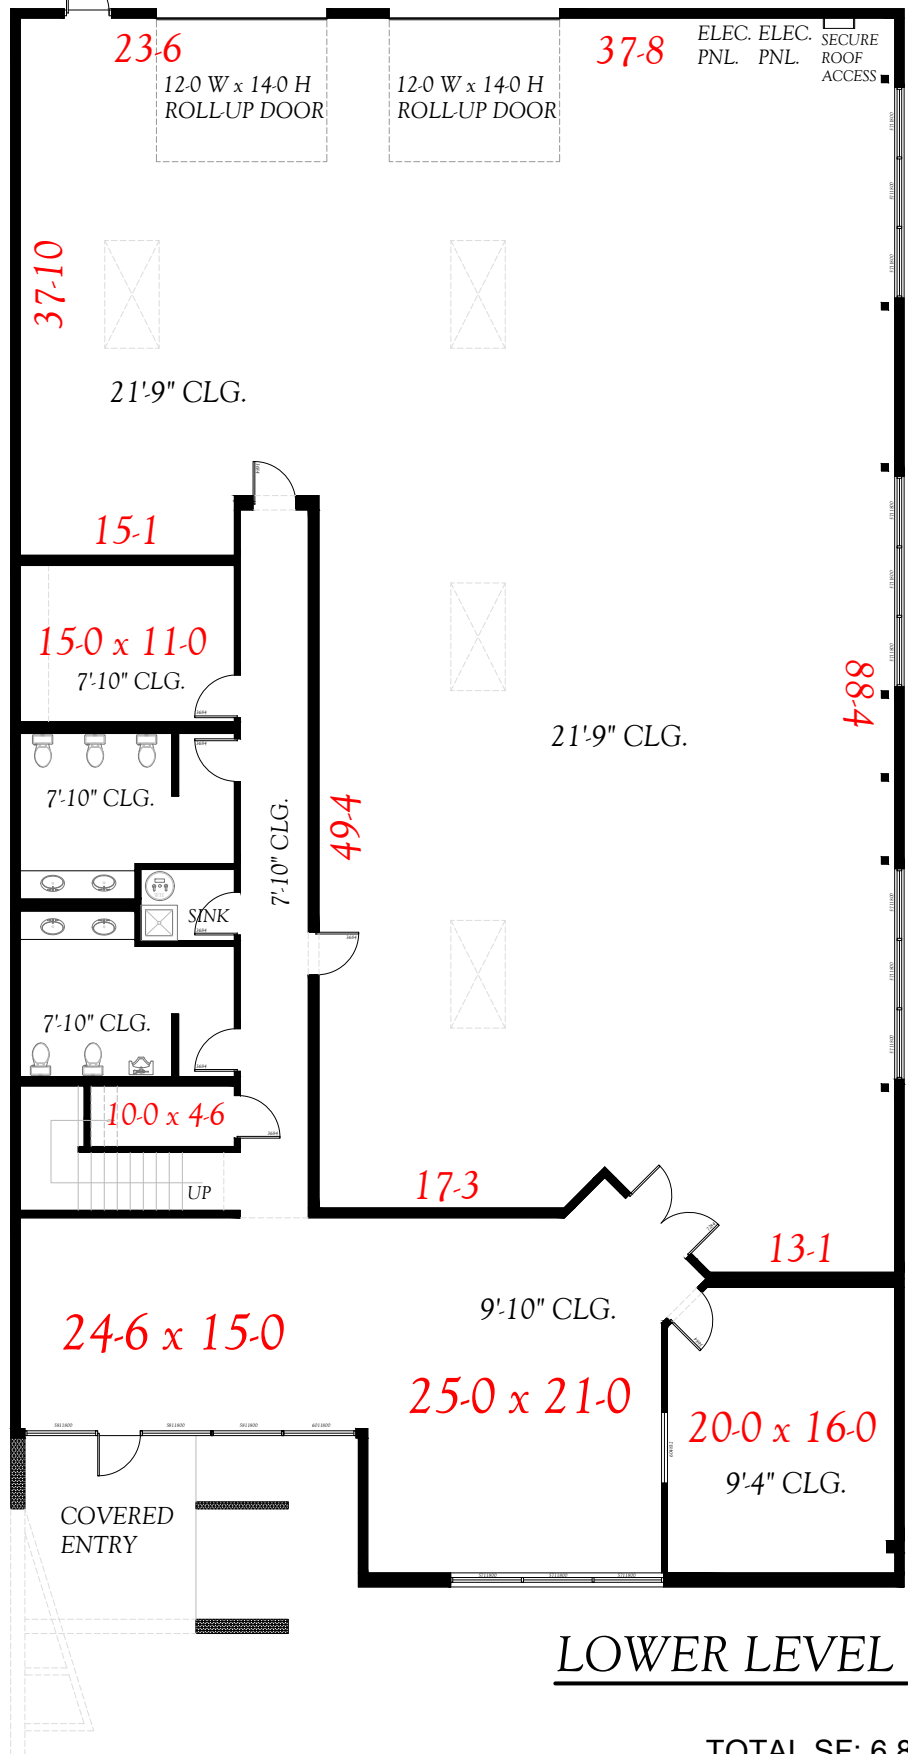 23-6
37-8
ELEC. ELEC.
PNL. PNL.
SECURE
ROOF
ACCESS
12-0 W x 14-0 H
ROLL-UP DOOR
12-0 W x 14-0 H
ROLL-UP DOOR
37-10
21'-9" CLG.
15-1
15-0 x 11-0
7'-10" CLG.
88-4
21'-9" CLG.
7'-10" CLG.
49-4
7'-10" CLG.
SINK
7'-10" CLG.
10-0 x 4-6
UP
17-3
13-1
9'-10" CLG.
24-6 x 15-0
25-0 x 21-0
20-0 x 16-0
9'-4" CLG.
COVERED
ENTRY
LOWER LEVEL
TOTAL SF: 6,8